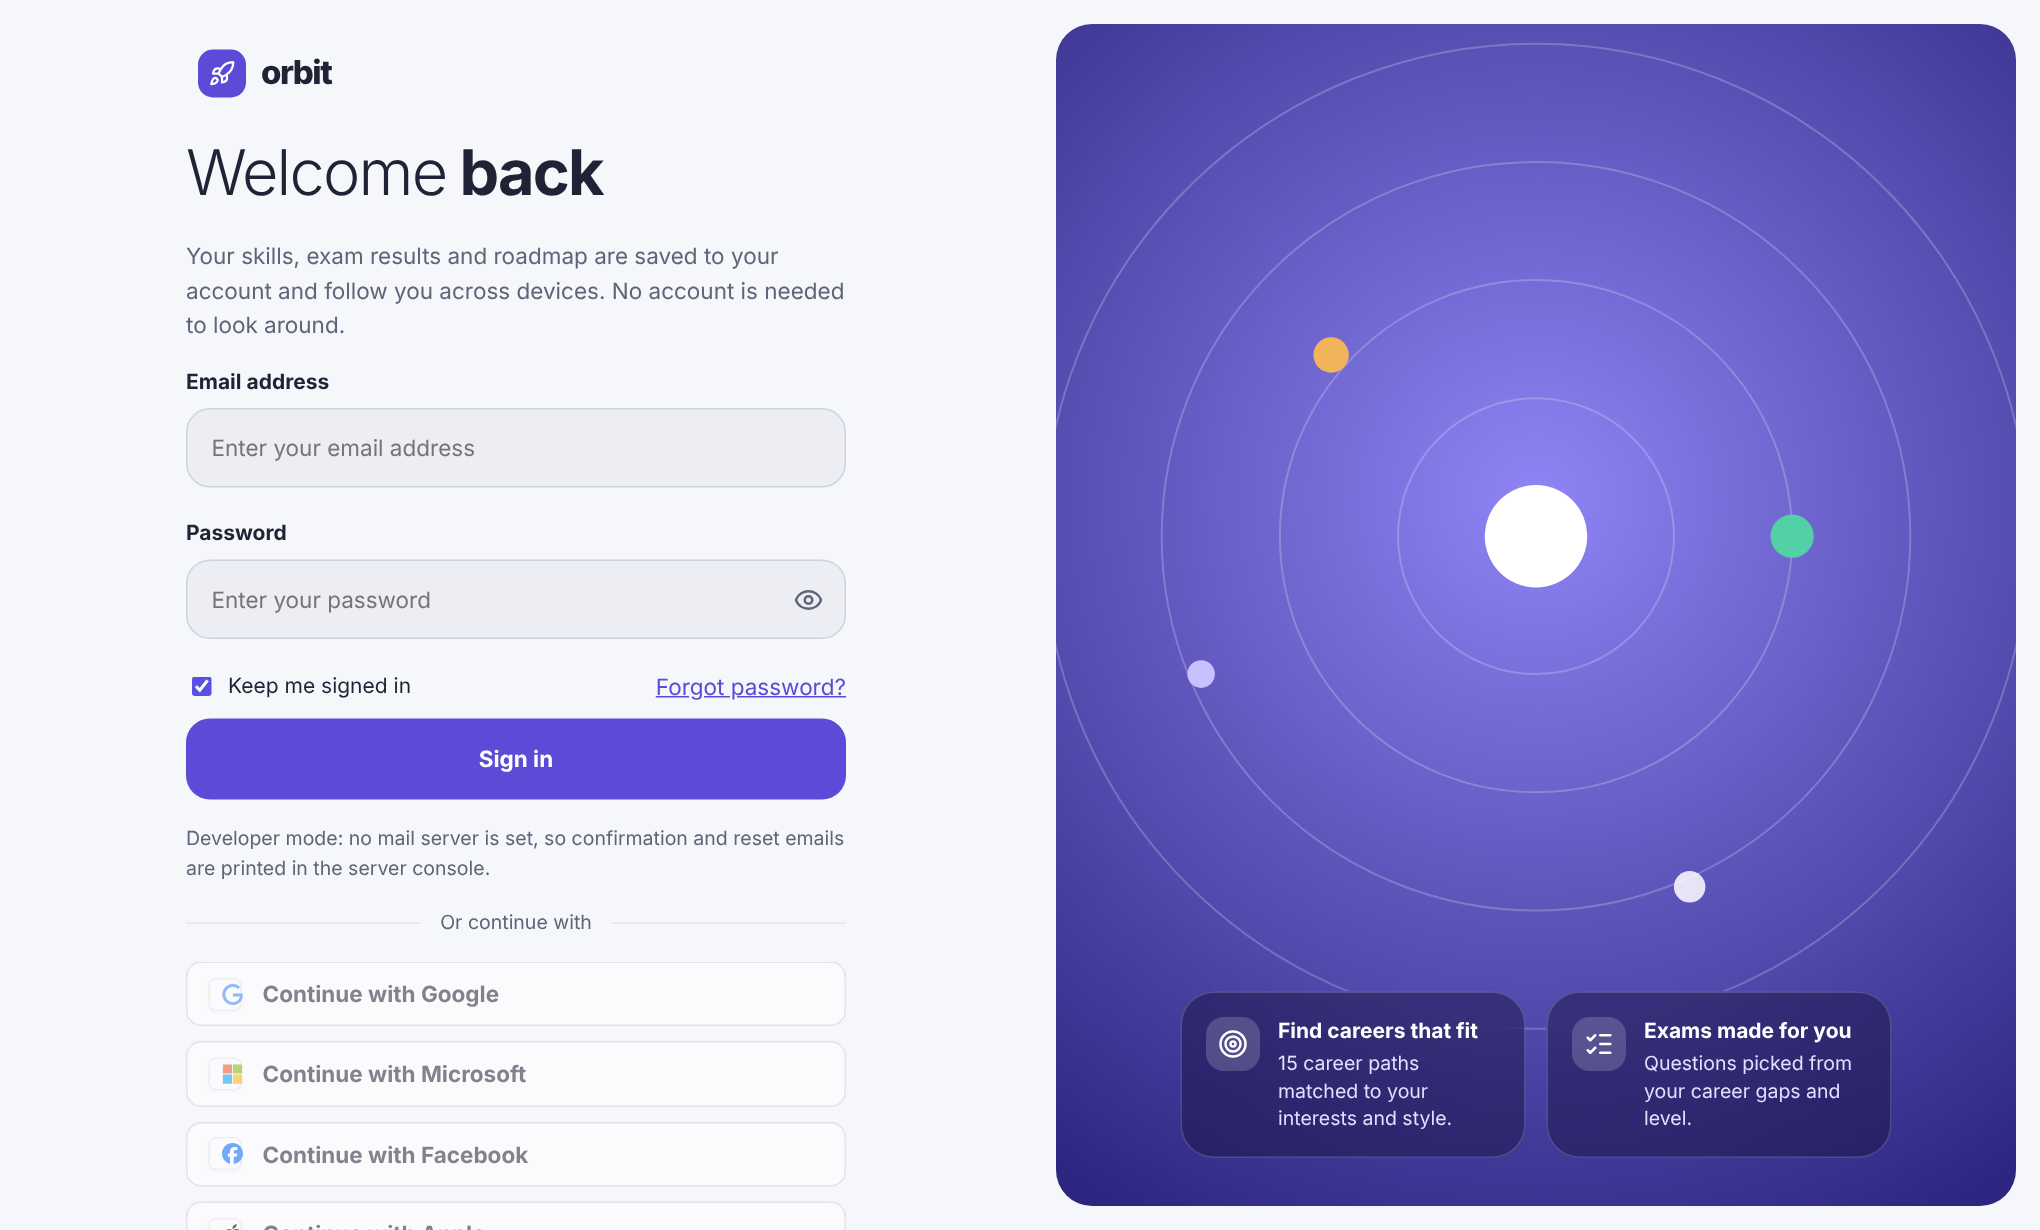 orbit
Welcome back
Your skills, exam results and roadmap are saved to your
account and follow you across devices. No account is needed
to look around.
Email address
Enter your email address
Password
Enter your password
Keep me signed in
Forgot password?
Sign in
Developer mode: no mail server is set, so confirmation and reset emails
are printed in the server console.
Or continue with
Continue with Google
Continue with Microsoft
Continue with Facebook
Continue with Apple
Find careers that fit
15 career paths
matched to your
interests and style.
Exams made for you
Questions picked from
your career gaps and
level.